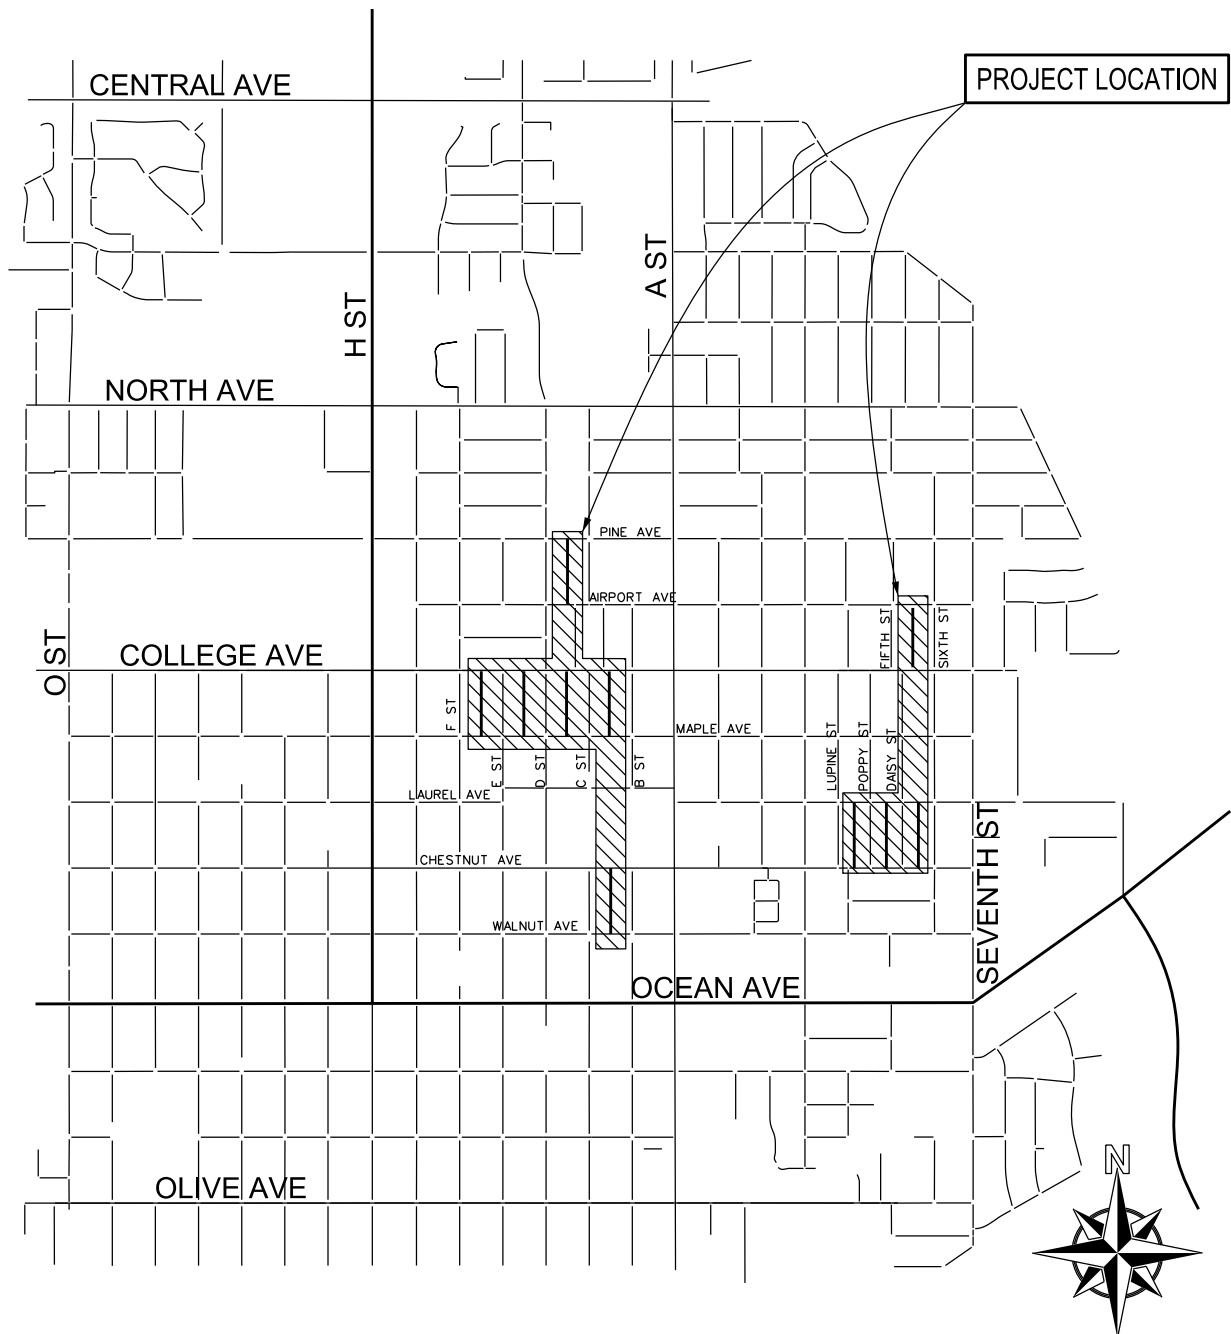 PROJECT LOCATION
CENTRAL AVE
A ST
H ST
NORTH AVE
PINE AVE
AIRPORT AVE
FIFTH ST
SIXTH ST
O ST
COLLEGE AVE
F ST
MAPLE AVE
E ST
D ST
C ST
B ST
LUPINE ST
POPPY ST
DAISY ST
LAUREL AVE
CHESTNUT AVE
SEVENTH ST
WALNUT AVE
OCEAN AVE
N
OLIVE AVE